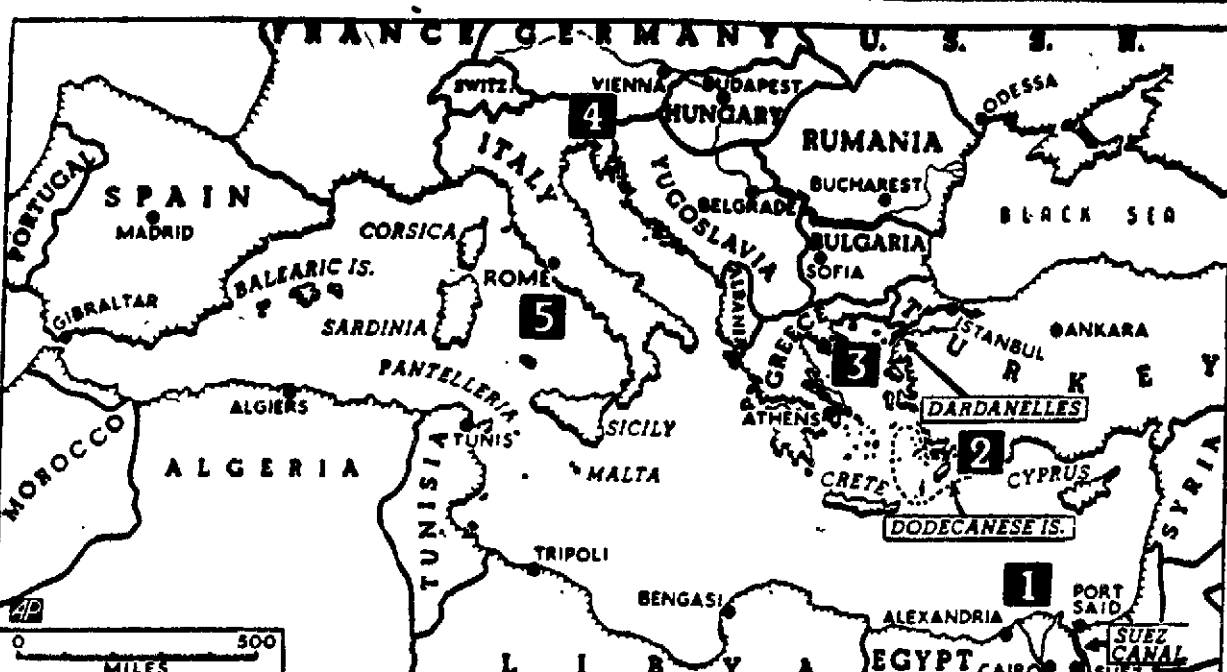 FRANCE GERMANY U. S. S. R.
SWITZ.
VIENNA
BUDAPEST
HUNGARY
ODESSA
4
ITALY
RUMANIA
PORTUGAL
SPAIN
MADRID
YUGOSLAVIA
BUCHAREST
BELGRADE
BLACK SEA
CORSICA
BULGARIA
SOFIA
ROME
BALEARIC IS.
ALBANIA
GIBRALTAR
SARDINIA
5
GREECE
TURKEY
ISTANBUL
ANKARA
3
PANTELLERIA
DARDANELLES
ALGIERS
ATHENS
SICILY
TUNIS
MOROCCO
ALGERIA
TUNISIA
MALTA
2
CRETE
CYPRUS
SYRIA
DODECANESE IS.
TRIPOLI
1
BENGASI
PORT
SAID
ALEXANDRIA
AP
0 500
MILES
SUEZ
CANAL
LIBYA
EGYPT
CAIRO